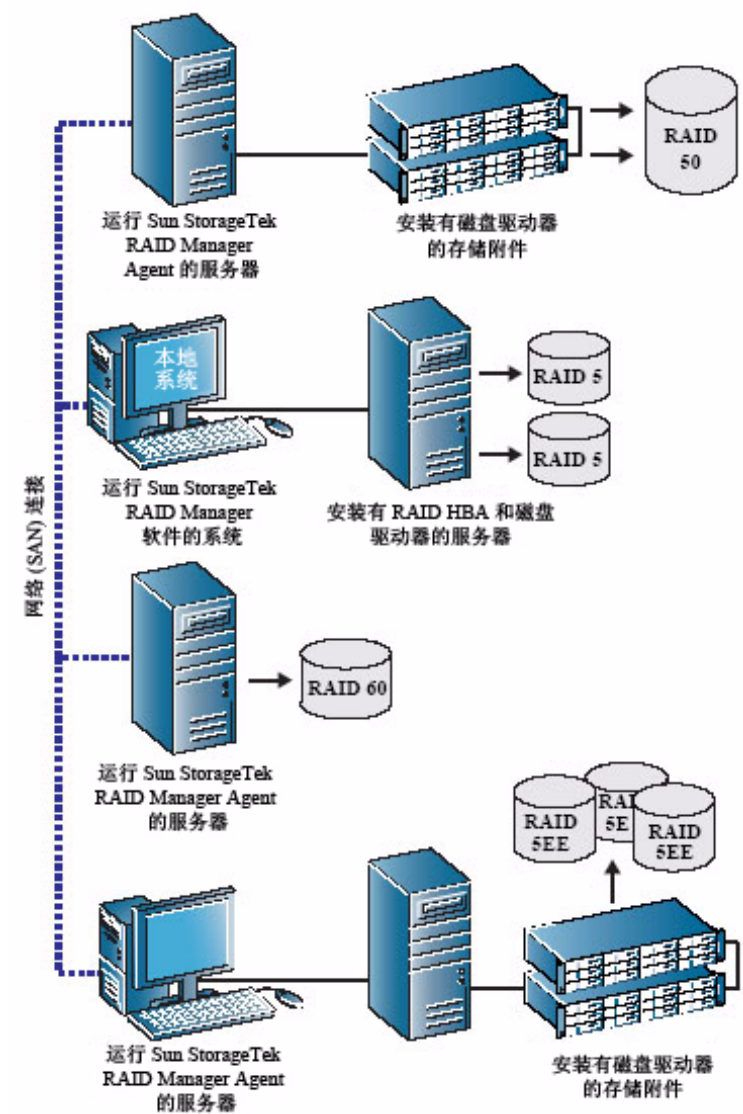 RAID
50
运行 Sun StorageTek
RAID Manager
Agent 的服务器
安装有磁盘驱动器
的存储附件
本地
系统
RAID 5
RAID 5
运行 Sun StorageTek
RAID Manager
软件的系统
安装有 RAID HBA 和磁盘
驱动器的服务器
网络 (SAN) 连接
RAID 60
运行 Sun StorageTek
RAID Manager Agent
的服务器
RAID
5EE
RAI
5E
RAID
5EE
运行 Sun StorageTek
RAID Manager Agent
的服务器
安装有磁盘驱动器
的存储附件